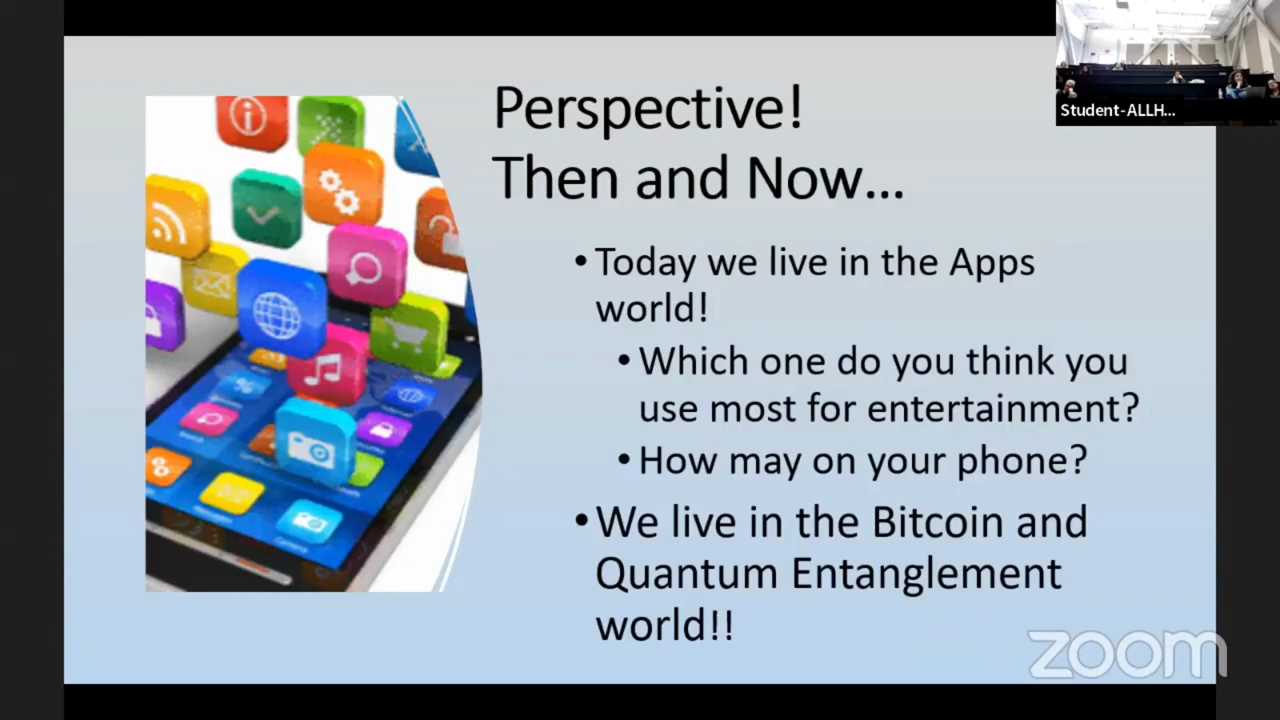 Student-ALLH...
Perspective!
Then and Now...
•Today we live in the Apps
world!
•Which one do you think you
use most for entertainment?
•How may on your phone?
•We live in the Bitcoin and
Quantum Entanglement
world!!
zoom